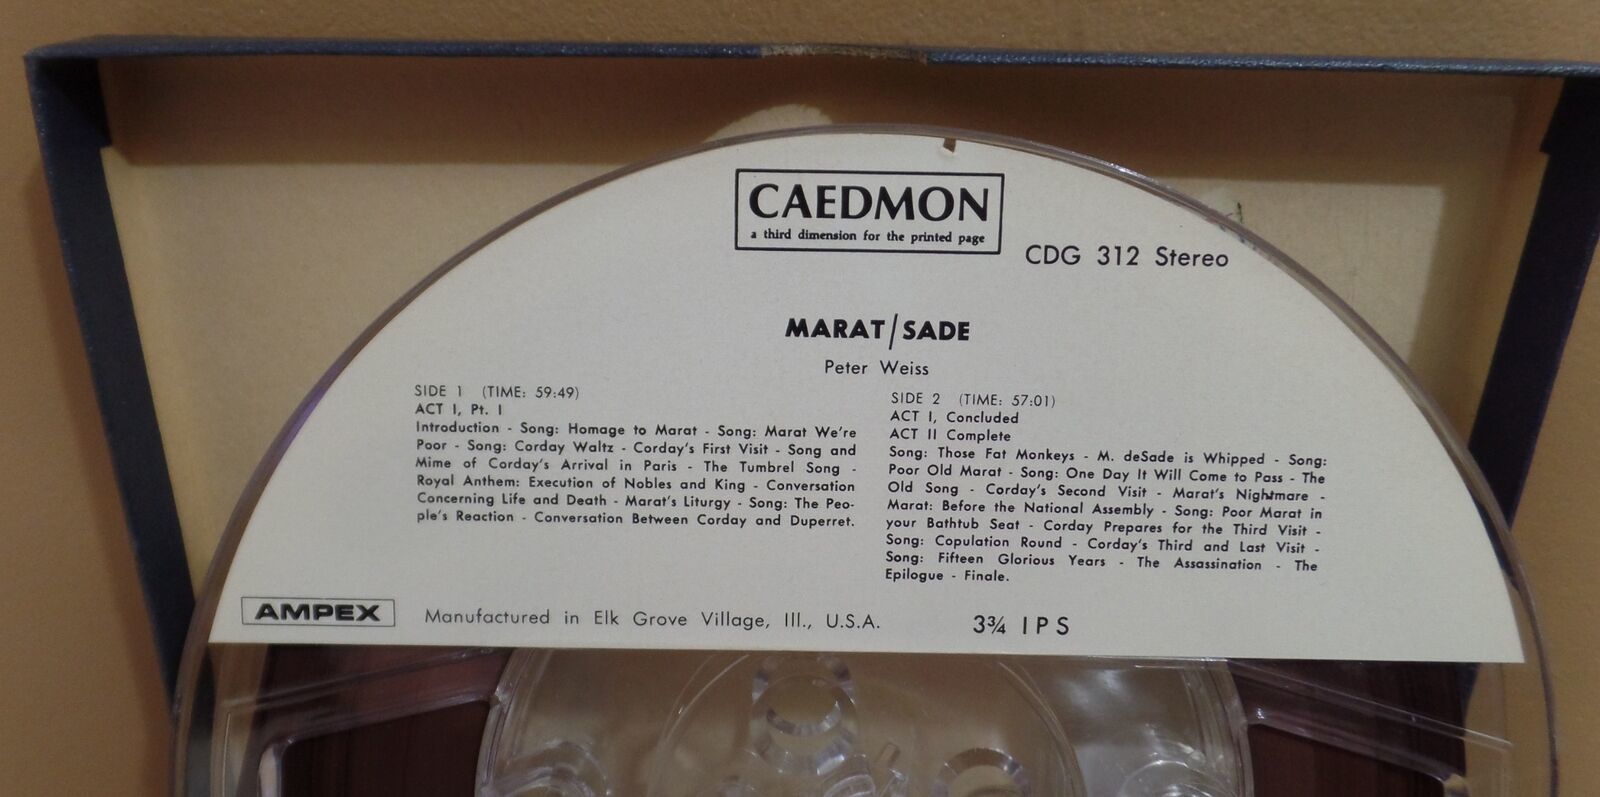 CAEDMON
a third dimension for the printed page
CDG 312 Stereo
MARAT/SADE
Peter Weiss
SIDE 1 (TIME: 59:49)
ACT I, Pt. I
Introduction - Song: Homage to Marat - Song: Marat We're
Poor - Song: Corday Waltz - Corday's First Visit - Song and
Mime of Corday's Arrival in Paris - The Tumbrel Song -
Royal Anthem: Execution of Nobles and King - Conversation
Concerning Life and Death - Marat's Liturgy - Song: The Peo-
ple's Reaction - Conversation Between Corday and Duperret.
SIDE 2 (TIME: 57:01)
ACT I, Concluded
ACT II Complete
Song: Those Fat Monkeys - M. deSade is Whipped - Song:
Poor Old Marat - Song: One Day It Will Come to Pass - The
Old Song - Corday's Second Visit - Marat's Nightmare -
Marat: Before the National Assembly - Song: Poor Marat in
your Bathtub Seat - Corday Prepares for the Third Visit -
Song: Copulation Round - Corday's Third and Last Visit -
Song: Fifteen Glorious Years - The Assassination - The
Epilogue - Finale.
AMPEX
Manufactured in Elk Grove Village, Ill., U.S.A.
3¾ IPS